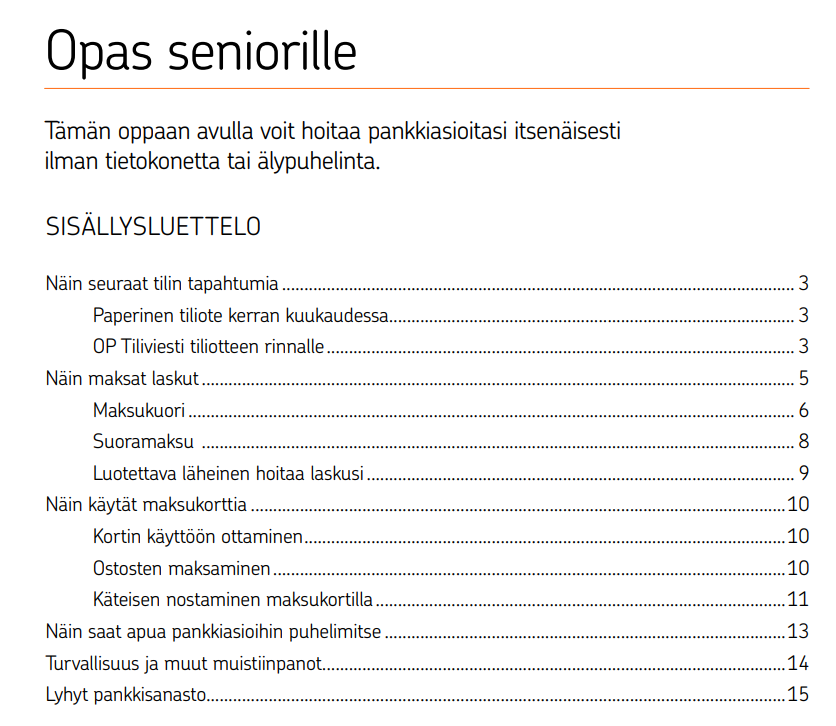 Opas seniorille
Tämän oppaan avulla voit hoitaa pankkiasioitasi itsenäisesti
ilman tietokonetta tai älypuhelinta.
SISÄLLYSLUETTELO
Näin seuraat tilin tapahtumia ........ 3
Paperinen tiliote kerran kuukaudessa........ 3
OP Tiliviesti tiliotteen rinnalle ........ 3
Näin maksat laskut ........ 5
Maksukuori ........ 6
Suoramaksu ........ 8
Luotettava läheinen hoitaa laskusi ........ 9
Näin käytät maksukorttia ........ 10
Kortin käyttöön ottaminen ........ 10
Ostosten maksaminen ........ 10
Käteisen nostaminen maksukortilla ........ 11
Näin saat apua pankkiasioihin puhelimitse ........ 13
Turvallisuus ja muut muistiinpanot........ 14
Lyhyt pankkisanasto........ 15